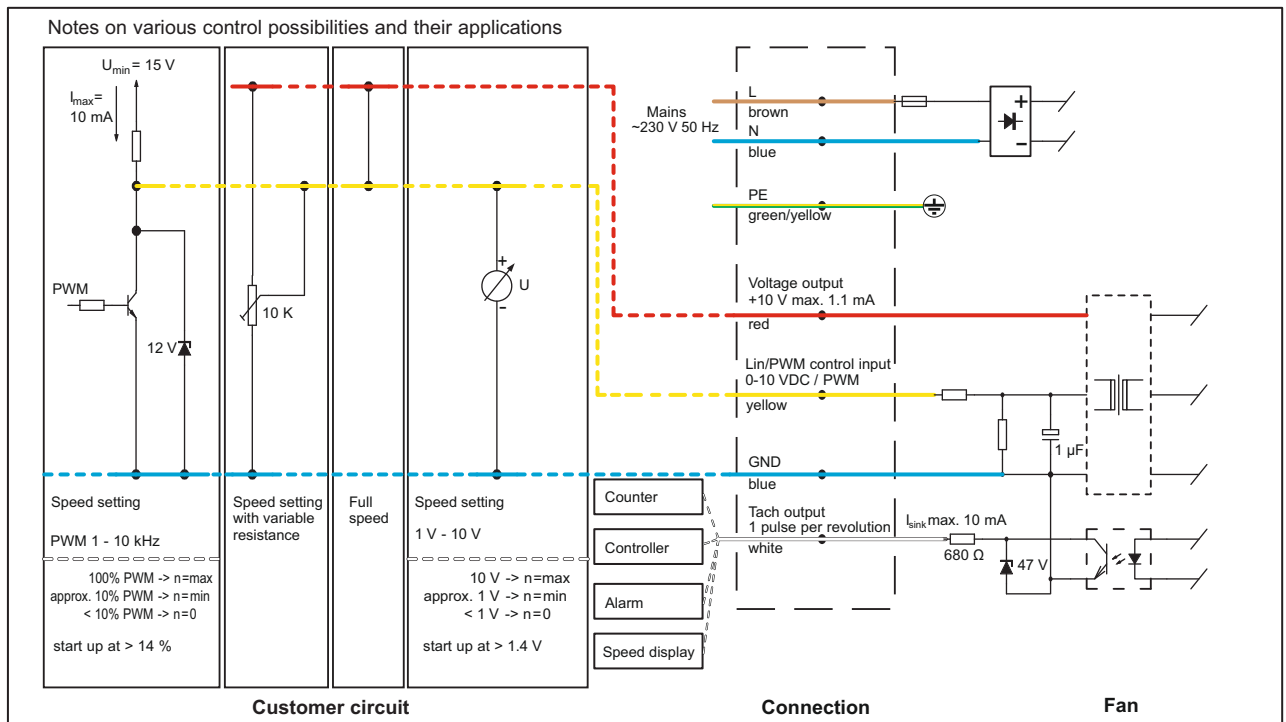 Notes on various control possibilities and their applications
Umin = 15 V
Imax=
10 mA
PWM
12 V
10 K
+
U
-
Speed setting
PWM 1 - 10 kHz
100% PWM -> n=max
approx. 10% PWM -> n=min
< 10% PWM -> n=0
start up at > 14 %
Speed setting
with variable
resistance
Full
speed
Speed setting
1 V - 10 V
10 V -> n=max
approx. 1 V -> n=min
< 1 V -> n=0
start up at > 1.4 V
Counter
Controller
Alarm
Speed display
Mains
~230 V 50 Hz
L
brown
N
blue
PE
green/yellow
Voltage output
+10 V max. 1.1 mA
red
Lin/PWM control input
0-10 VDC / PWM
yellow
GND
blue
Tach output
1 pulse per revolution
white
+
-
1 µF
Isink max. 10 mA
680 Ω
47 V
Customer circuit
Connection
Fan